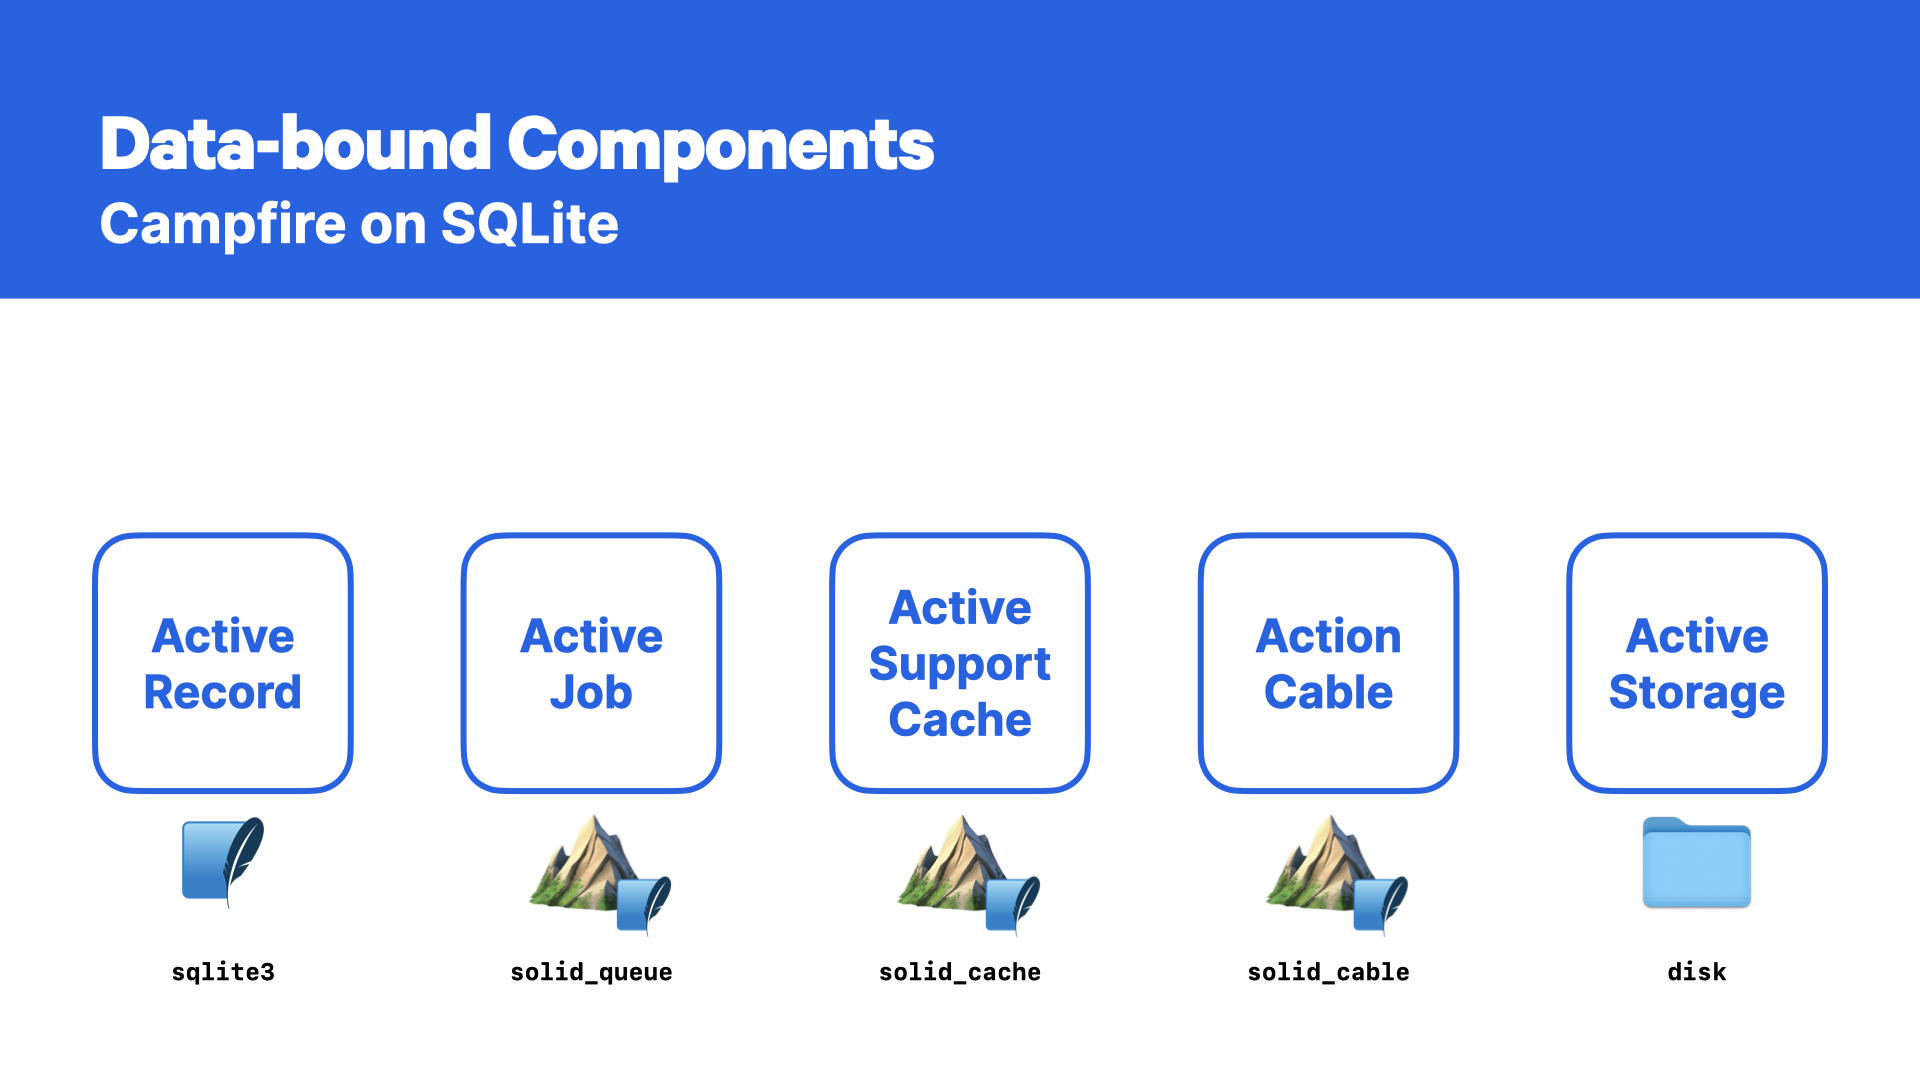 Data-bound Components
Campfire on SQLite
Active
Record
Active
Job
Active
Support
Cache
Action
Cable
Active
Storage
sqlite3
solid_queue
solid_cache
solid_cable
disk